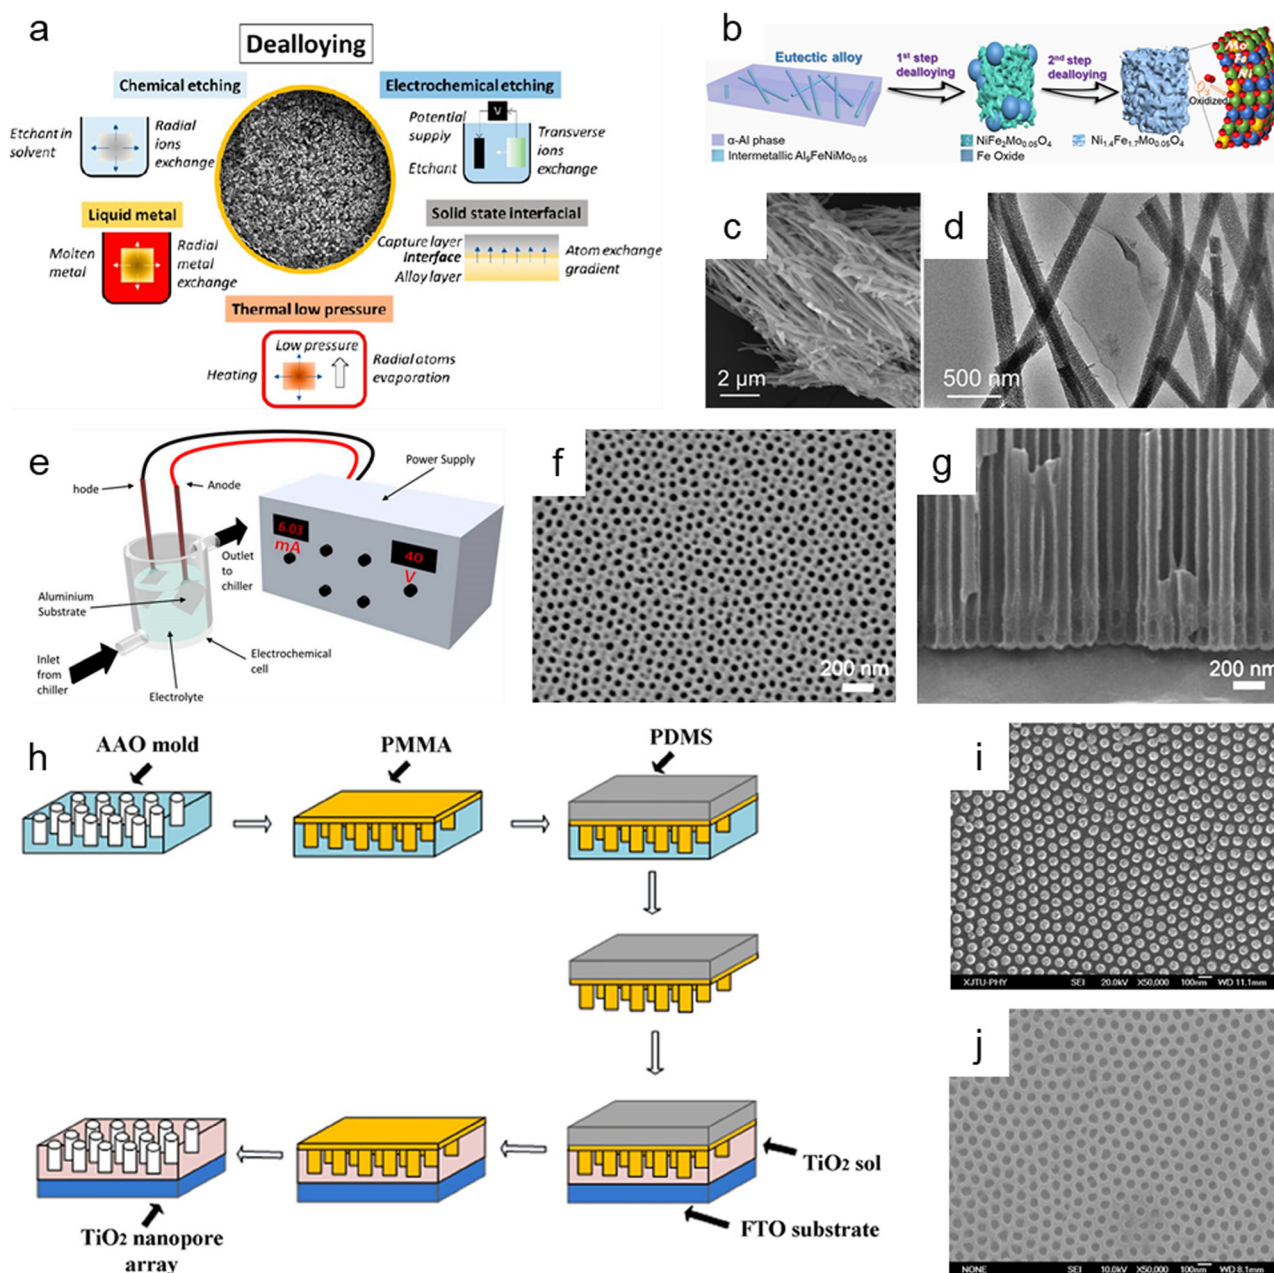 a
Dealloying
Chemical etching
Etchant in
solvent
Radial
ions
exchange
Electrochemical etching
Potential
supply
V
Etchant
Transverse
ions
exchange
Liquid metal
Molten
metal
Radial
metal
exchange
Solid state interfacial
Capture layer
Interface
Alloy layer
Atom exchange
gradient
Thermal low pressure
Low pressure
Heating
Radial atoms
evaporation
b
Eutectic alloy
1st step
dealloying
2nd step
dealloying
Mo
Fe
Ni
Oxidized
α-Al phase
Intermetallic Al9FeNiMo0.05
NiFe2Mo0.05O4
Fe Oxide
Ni1.4Fe1.7Mo0.05O4
c
2 μm
d
500 nm
e
hode
Anode
Power Supply
6.03
mA
40
V
Outlet
to
chiller
Aluminium
Substrate
Inlet
from
chiller
Electrolyte
Electrochemical
cell
f
200 nm
g
200 nm
h
AAO mold
PMMA
PDMS
TiO2 sol
FTO substrate
TiO2 nanopore
array
i
XJTU-PHY SEI 20.0kV X50,000 100nm WD 11.1mm
j
NONE SEI 10.0kV X50,000 100nm WD 8.1mm